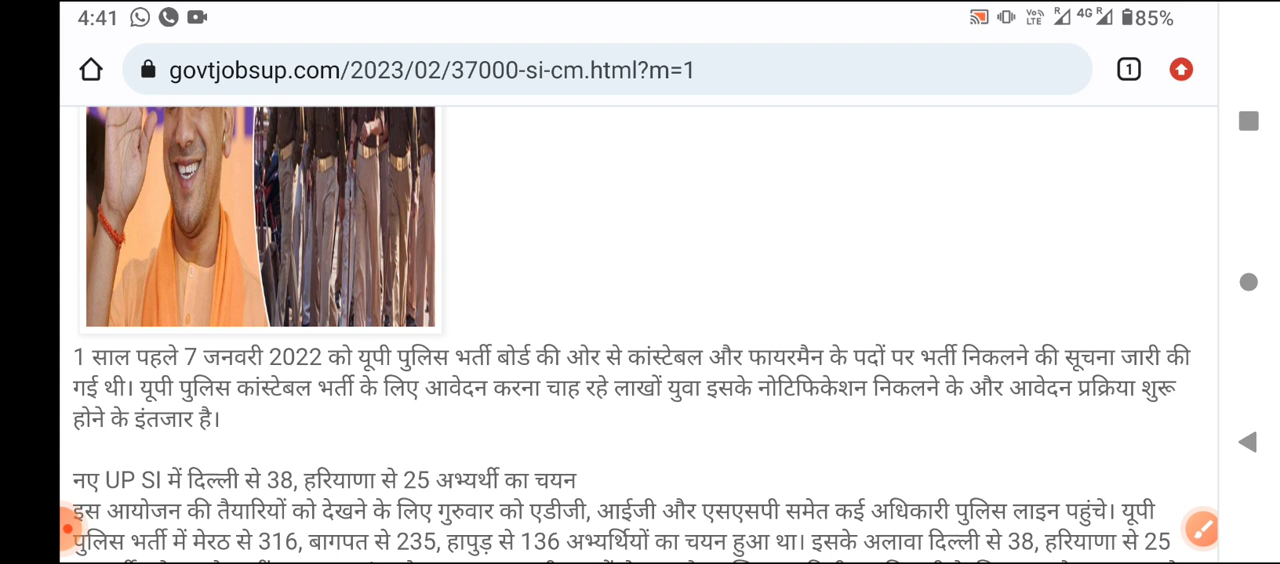 4:41
Vo)) LTE R 4G R 85%
govtjobsup.com/2023/02/37000-si-cm.html?m=1
1
1 साल पहले 7 जनवरी 2022 को यूपी पुलिस भर्ती बोर्ड की ओर से कांस्टेबल और फायरमैन के पदों पर भर्ती निकलने की सूचना जारी की
गई थी। यूपी पुलिस कांस्टेबल भर्ती के लिए आवेदन करना चाह रहे लाखों युवा इसके नोटिफिकेशन निकलने के और आवेदन प्रक्रिया शुरू
होने के इंतजार है।
नए UP SI में दिल्ली से 38, हरियाणा से 25 अभ्यर्थी का चयन
इस आयोजन की तैयारियों को देखने के लिए गुरुवार को एडीजी, आईजी और एसएसपी समेत कई अधिकारी पुलिस लाइन पहुंचे। यूपी
पुलिस भर्ती में मेरठ से 316, बागपत से 235, हापुड़ से 136 अभ्यर्थियों का चयन हुआ था। इसके अलावा दिल्ली से 38, हरियाणा से 25